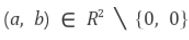 (a, b) ∈ R² \ {0, 0}